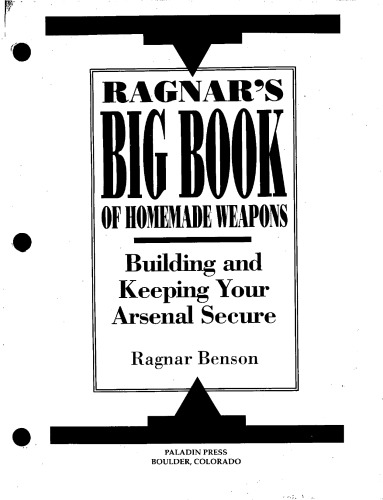 RAGNAR'S
BIG BOOK
OF HOMEMADE WEAPONS
Building and
Keeping Your
Arsenal Secure
Ragnar Benson
PALADIN PRESS
BOULDER, COLORADO